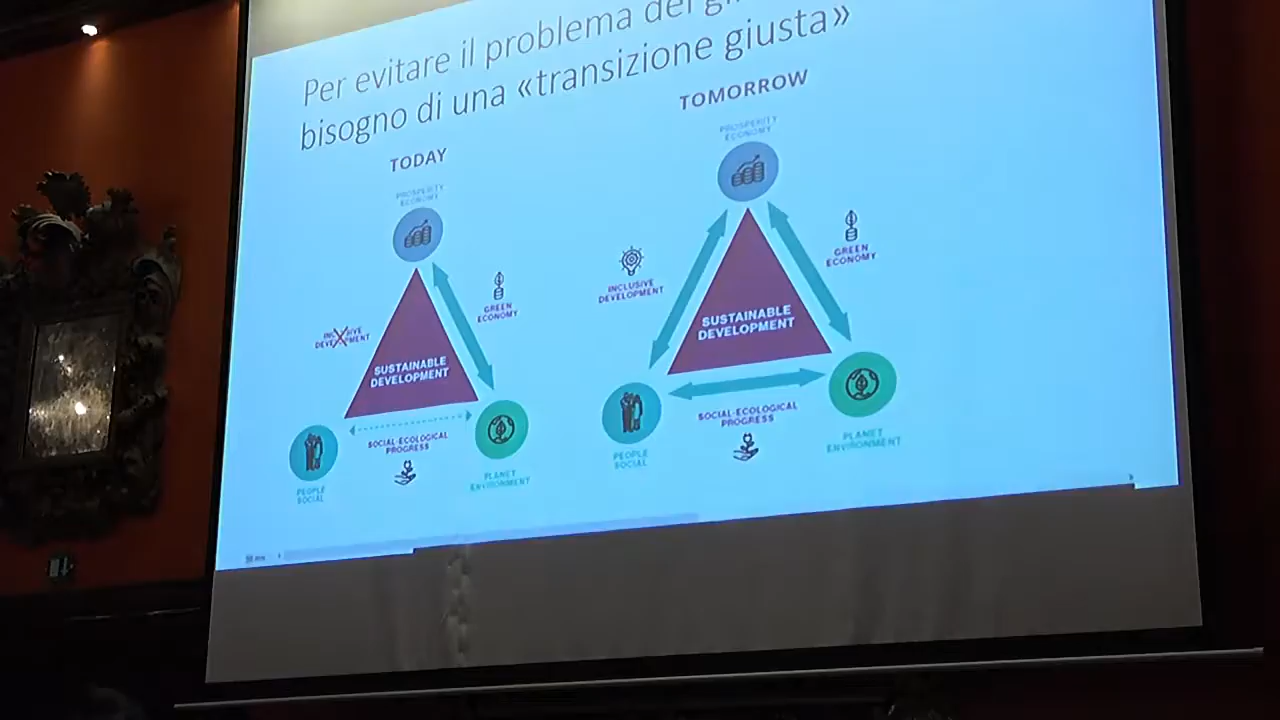 Per evitare il problema dei
bisogno di una «transizione giusta»
TODAY
PROSPERITY
ECONOMY
GREEN
ECONOMY
INCLUSIVE
DEVELOPMENT
SUSTAINABLE
DEVELOPMENT
SOCIAL-ECOLOGICAL
PROGRESS
PEOPLE
SOCIAL
PLANET
ENVIRONMENT
TOMORROW
PROSPERITY
ECONOMY
GREEN
ECONOMY
INCLUSIVE
DEVELOPMENT
SUSTAINABLE
DEVELOPMENT
SOCIAL-ECOLOGICAL
PROGRESS
PEOPLE
SOCIAL
PLANET
ENVIRONMENT